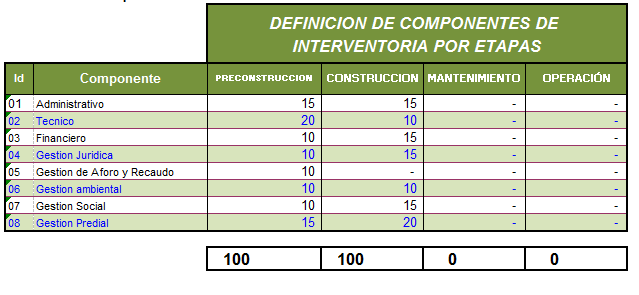 DEFINICION DE COMPONENTES DE
INTERVENTORIA POR ETAPAS
Id Componente PRECONSTRUCCION CONSTRUCCION MANTENIMIENTO OPERACIÓN
01 Administrativo 15 15 - -
02 Tecnico 20 10 - -
03 Financiero 10 15 - -
04 Gestion Juridica 10 15 - -
05 Gestion de Aforo y Recaudo 10 - - -
06 Gestion ambiental 10 10 - -
07 Gestion Social 10 15 - -
08 Gestion Predial 15 20 - -
100 100 0 0